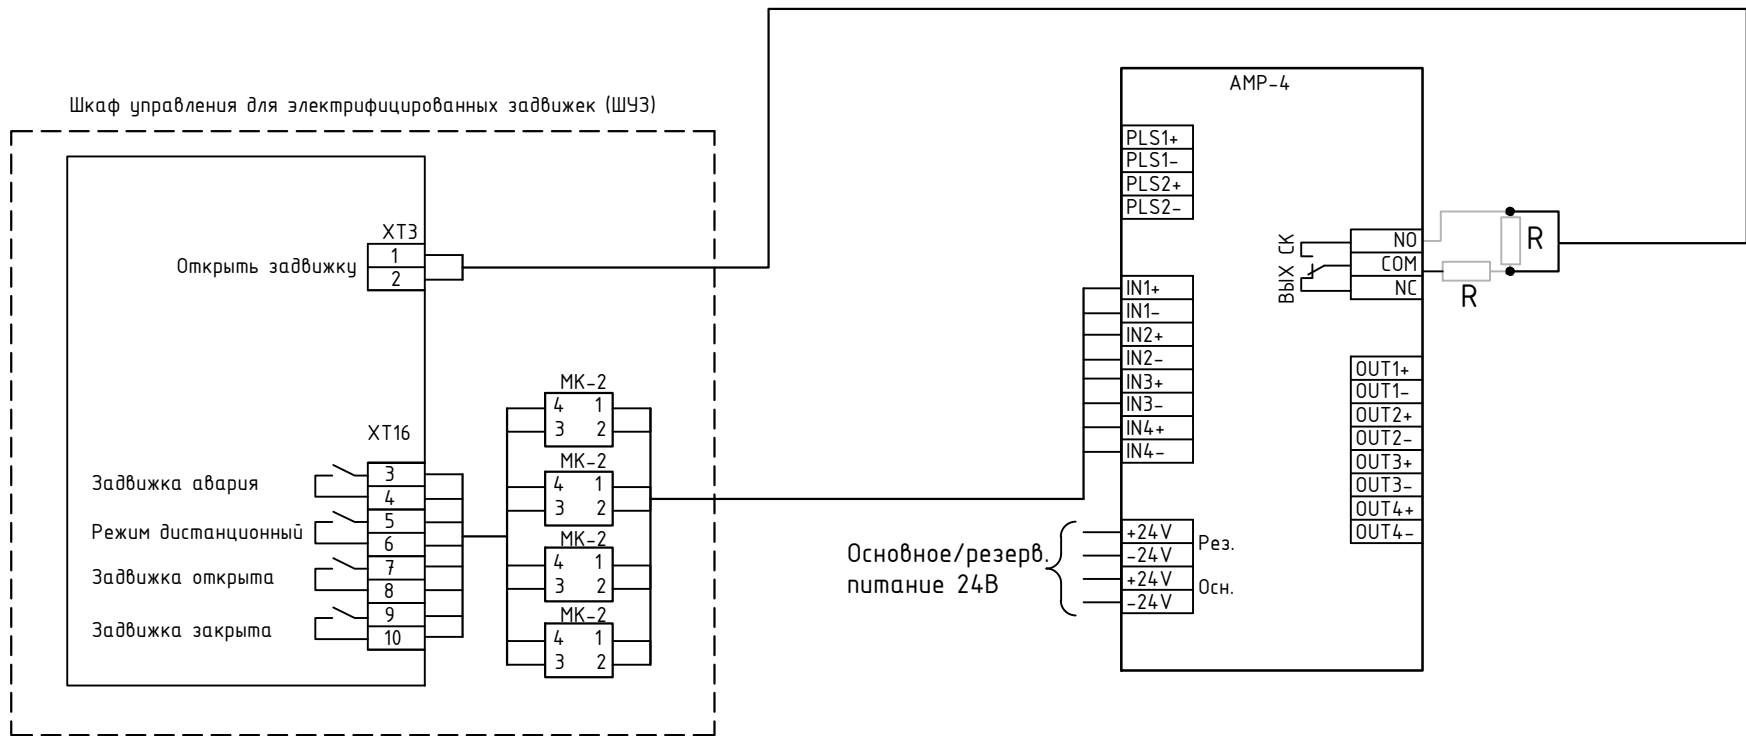 Шкаф управления для электрифицированных задвижек (ШУЗ)
XT3
Открыть задвижку
1
2
XT16
Задвижка авария
3
4
Режим дистанционный
5
6
Задвижка открыта
7
8
Задвижка закрыта
9
10
МК-2
4 1
3 2
МК-2
4 1
3 2
МК-2
4 1
3 2
МК-2
4 1
3 2
АМР-4
PLS1+
PLS1-
PLS2+
PLS2-
IN1+
IN1-
IN2+
IN2-
IN3+
IN3-
IN4+
IN4-
Основное/резерв.
питание 24В
+24V
-24V
Рез.
+24V
-24V
Осн.
ВЫХ СК
NO
COM
NC
R
R
OUT1+
OUT1-
OUT2+
OUT2-
OUT3+
OUT3-
OUT4+
OUT4-